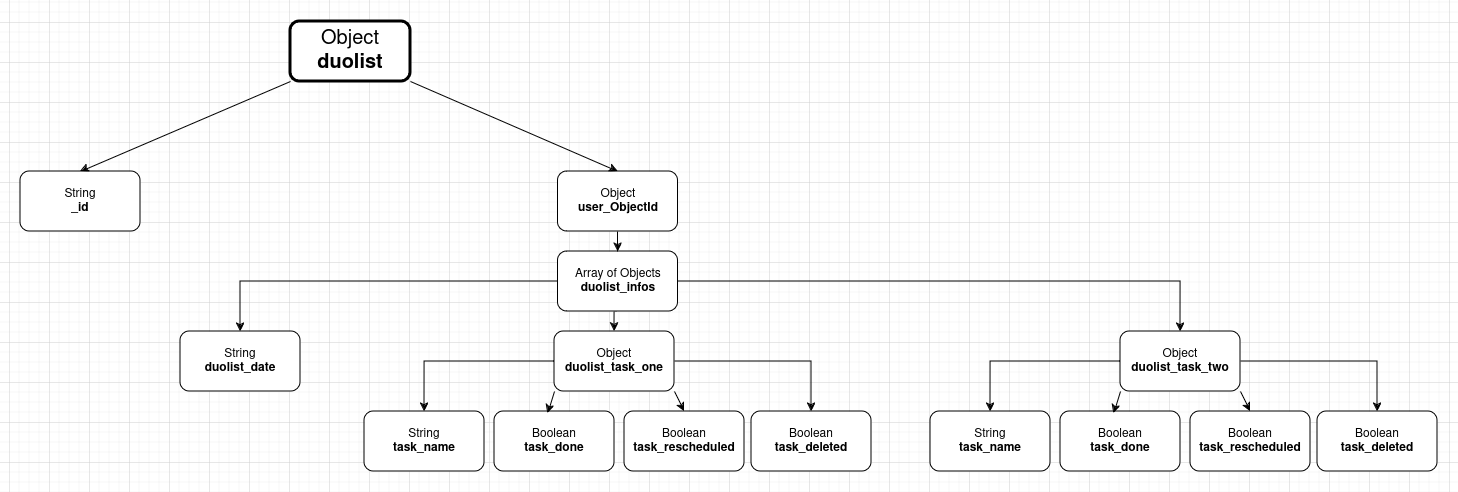 Object
duolist
String
_id
Object
user_ObjectId
Array of Objects
duolist_infos
String
duolist_date
Object
duolist_task_one
Object
duolist_task_two
String
task_name
Boolean
task_done
Boolean
task_rescheduled
Boolean
task_deleted
String
task_name
Boolean
task_done
Boolean
task_rescheduled
Boolean
task_deleted